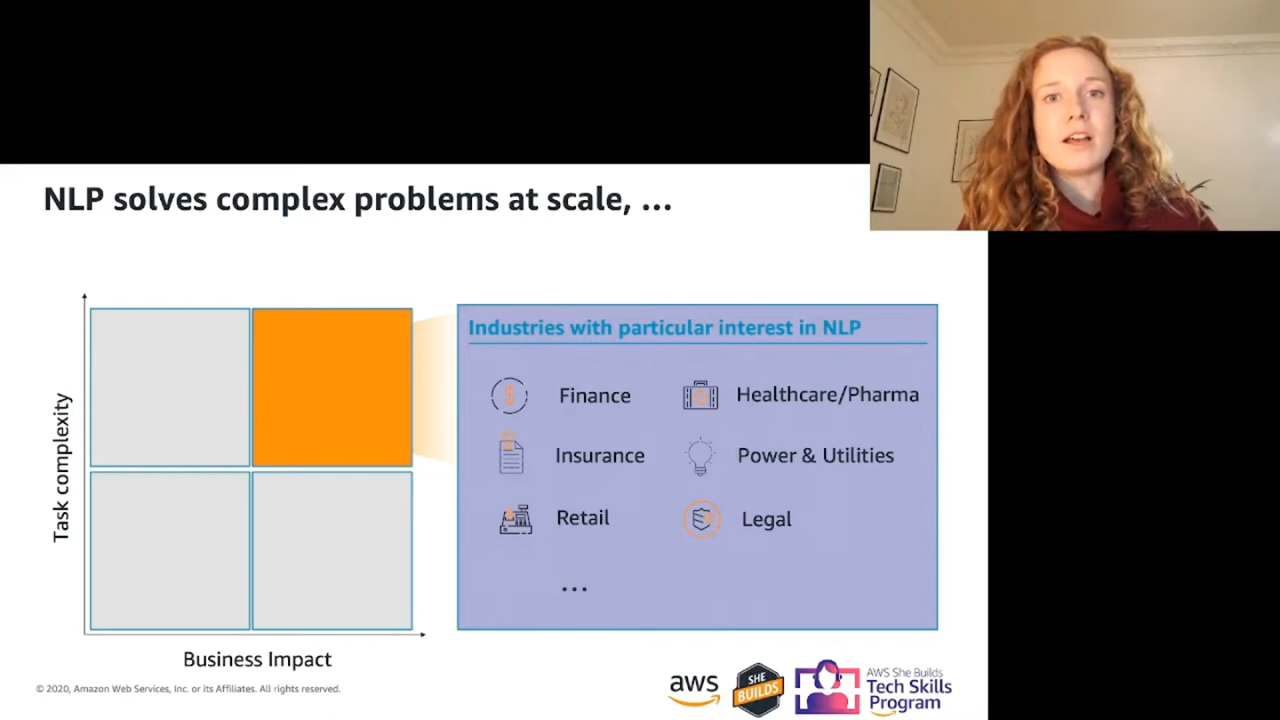 NLP solves complex problems at scale, ...
Industries with particular interest in NLP
Finance
Healthcare/Pharma
Insurance
Power & Utilities
Retail
Legal
...
Task complexity
Business Impact
© 2020, Amazon Web Services, Inc. or its Affiliates. All rights reserved.
aws
SHE
BUILDS
AWS She Builds
Tech Skills
Program